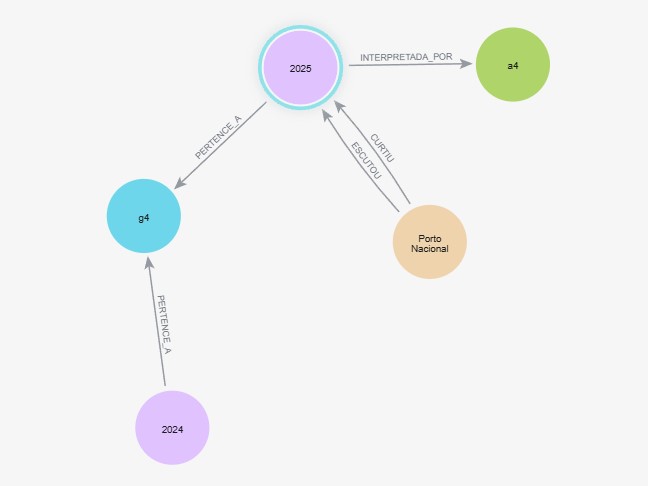 2025
INTERPRETADA_POR
a4
PERTENCE_A
CURTIU
ESCUTOU
g4
Porto
Nacional
PERTENCE_A
2024